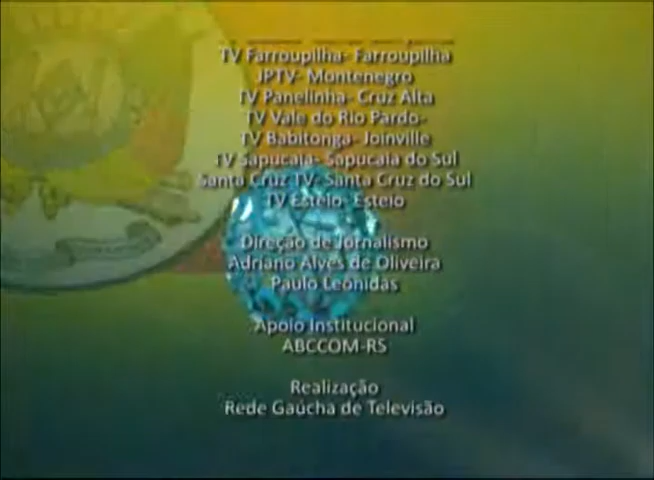 TV Farroupilha- Farroupilha
JPTV- Montenegro
TV Panelinha- Cruz Alta
TV Vale do Rio Pardo-
TV Babitonga- Joinville
TV Sapucaia- Sapucaia do Sul
Santa Cruz TV- Santa Cruz do Sul
TV Esteio- Esteio
Direção de Jornalismo
Adriano Alves de Oliveira
Paulo Leonidas
Apoio Institucional
ABCCOM-RS
Realização
Rede Gaúcha de Televisão